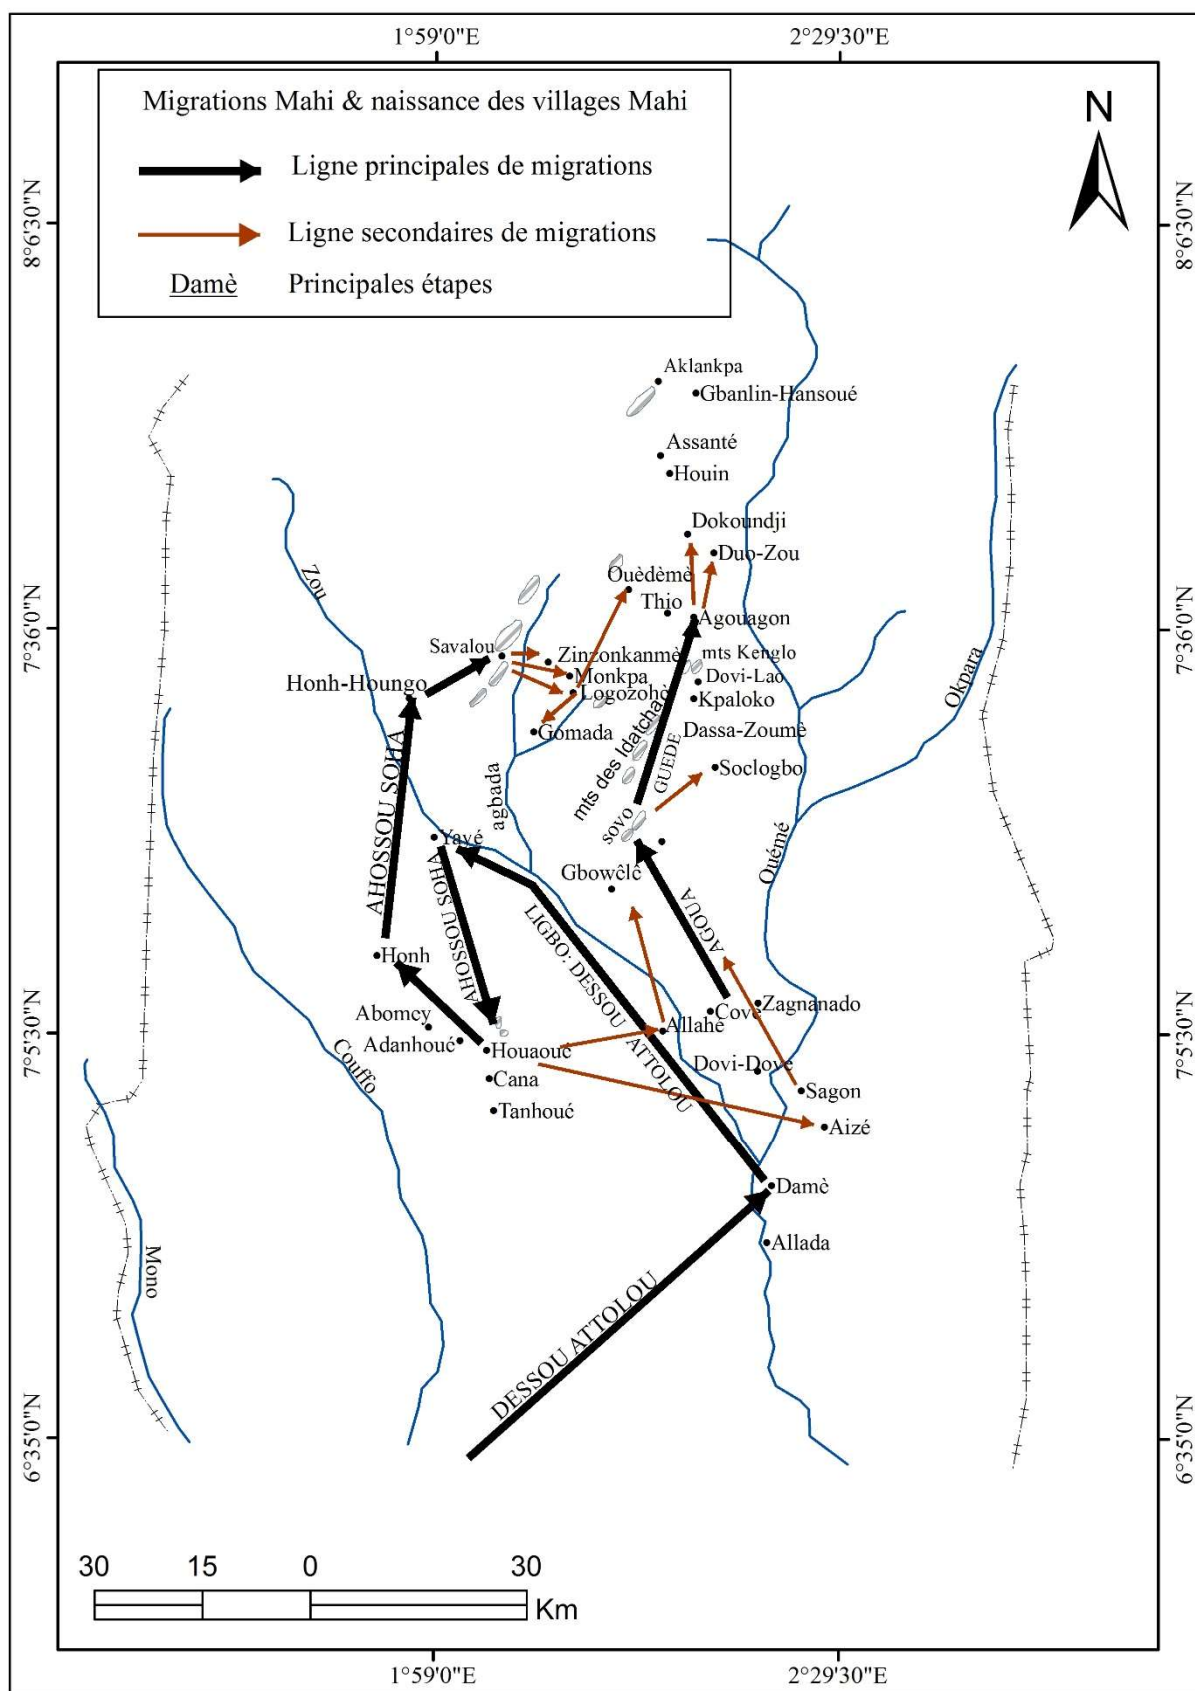 1°59'0"E
2°29'30"E
Migrations Mahi & naissance des villages Mahi
Ligne principales de migrations
Ligne secondaires de migrations
Damè
Principales étapes
N
8°6'30"N
8°6'30"N
Aklankpa
Gbanlin-Hansoué
Assanté
Houin
Dokoundji
Duo-Zou
Ouèdèmè
Thio
Agouagon
Zou
7°36'0"N
7°36'0"N
Savalou
Zinzonkanmè
mts Kenglo
Okpara
Honh-Houngo
Monkpa
Dovi-Lao
Logozohè
Kpaloko
Gomada
Dassa-Zoumè
mts des Idatcha
GUEDE
Soclogbo
AHOSSOU SOHA
agbada
sovo
Ouémé
Yavé
AHOSSOU SOHA
Gbowêlé
LIGBO: DESSOU ATTOLOU
AGOUA
Honh
Zagnanado
Abomey
Cové
Allahé
Adanhoué
Houaoué
7°5'30"N
7°5'30"N
Couffo
Dovi-Dové
Cana
Sagon
Tanhoué
Aizé
Damè
Allada
Mono
DESSOU ATTOLOU
6°35'0"N
6°35'0"N
30 15 0 30
Km
1°59'0"E
2°29'30"E